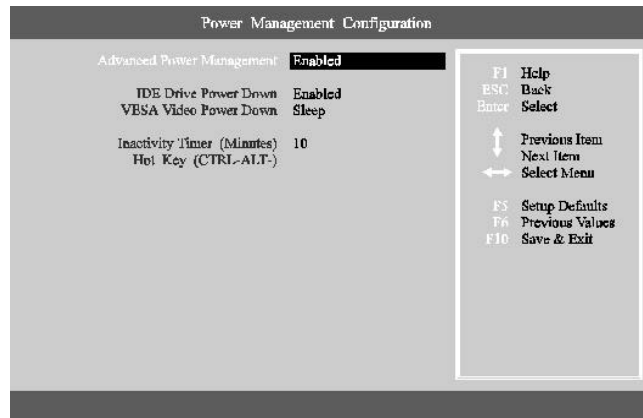 Power Management Configuration
Advanced Power Management Enabled
IDE Drive Power Down Enabled
VESA Video Power Down Sleep
Inactivity Timer (Minutes) 10
Hot Key (CTRL-ALT-)
F1 Help
ESC Back
Enter Select
Previous Item
Next Item
Select Menu
F5 Setup Defaults
F6 Previous Values
F10 Save & Exit